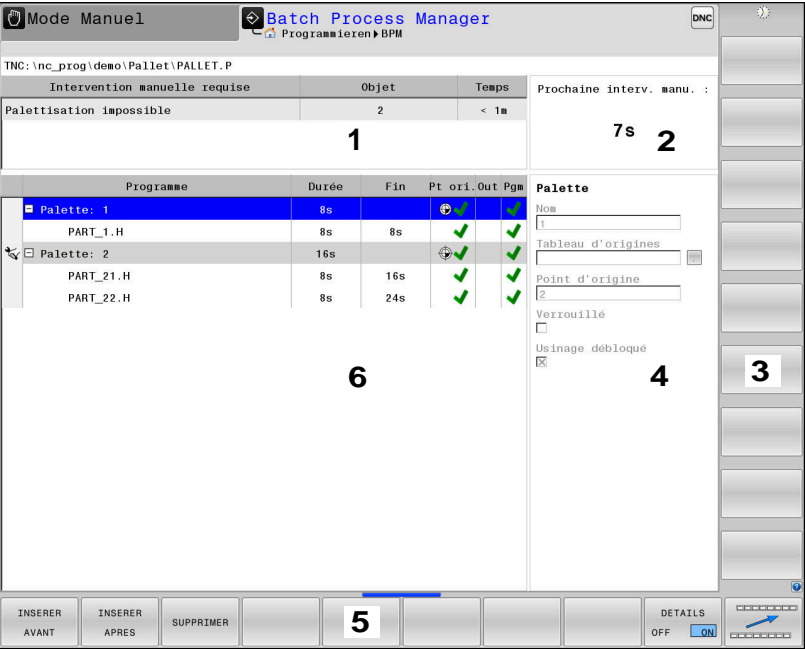 Mode Manuel
Batch Process Manager
Programmieren ▸ BPM
DNC
TNC:\nc_prog\demo\Pallet\PALLET.P
Intervention manuelle requise Objet Temps
Palettisation impossible 2 < 1m
1
Prochaine interv. manu. :
7s
2
Programme Durée Fin Pt ori. Out Pgm
Palette: 1 8s
PART_1.H 8s 8s
Palette: 2 16s
PART_21.H 8s 16s
PART_22.H 8s 24s
6
Palette
Nom
1
Tableau d'origines
Point d'origine
2
Verrouillé
Usinage débloqué
4
3
INSERER AVANT
INSERER APRES
SUPPRIMER
5
DETAILS
OFF ON